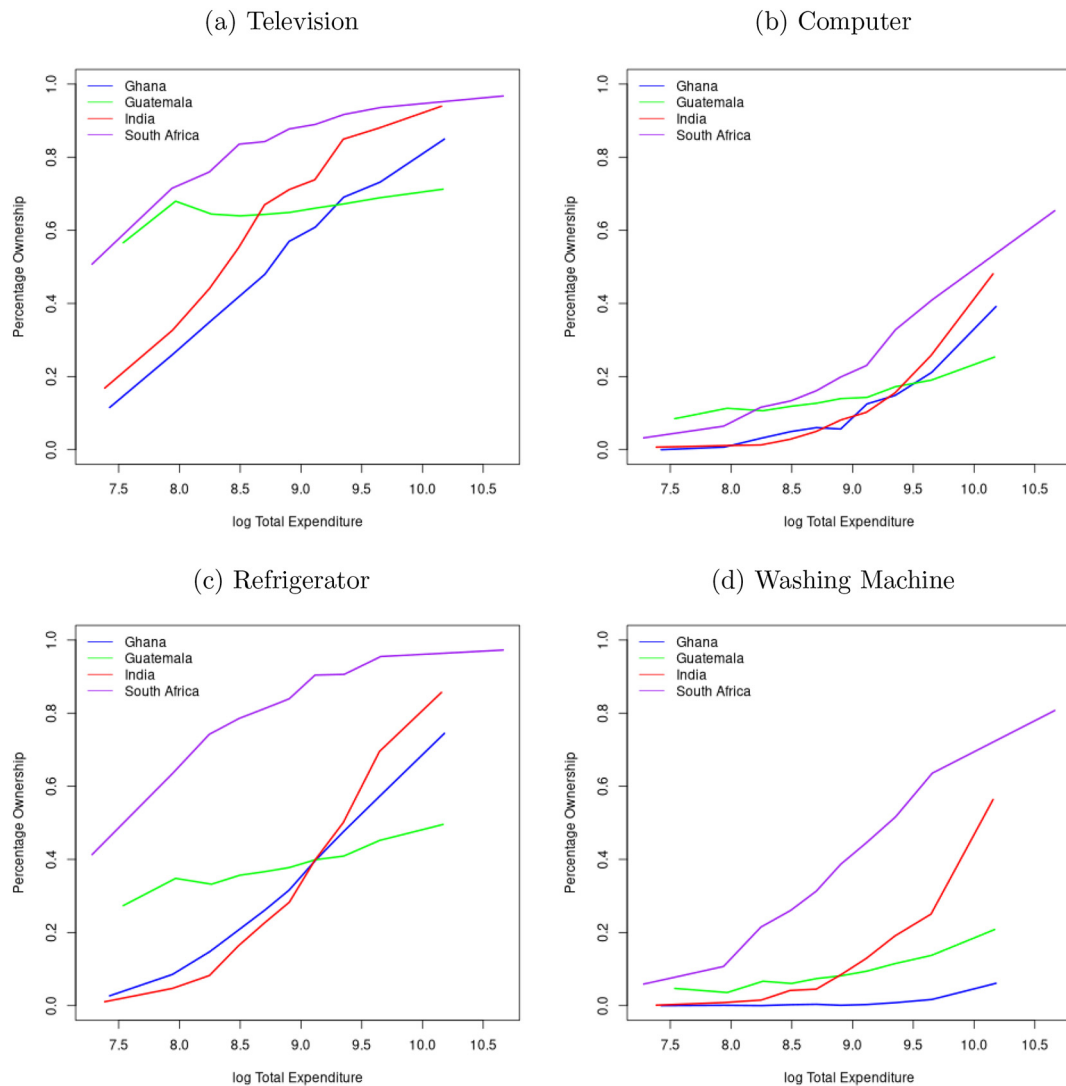 (a) Television
Ghana
Guatemala
India
South Africa
Percentage Ownership
0.0 0.2 0.4 0.6 0.8 1.0
7.5 8.0 8.5 9.0 9.5 10.0 10.5
log Total Expenditure
(b) Computer
Ghana
Guatemala
India
South Africa
Percentage Ownership
0.0 0.2 0.4 0.6 0.8 1.0
7.5 8.0 8.5 9.0 9.5 10.0 10.5
log Total Expenditure
(c) Refrigerator
Ghana
Guatemala
India
South Africa
Percentage Ownership
0.0 0.2 0.4 0.6 0.8 1.0
7.5 8.0 8.5 9.0 9.5 10.0 10.5
log Total Expenditure
(d) Washing Machine
Ghana
Guatemala
India
South Africa
Percentage Ownership
0.0 0.2 0.4 0.6 0.8 1.0
7.5 8.0 8.5 9.0 9.5 10.0 10.5
log Total Expenditure